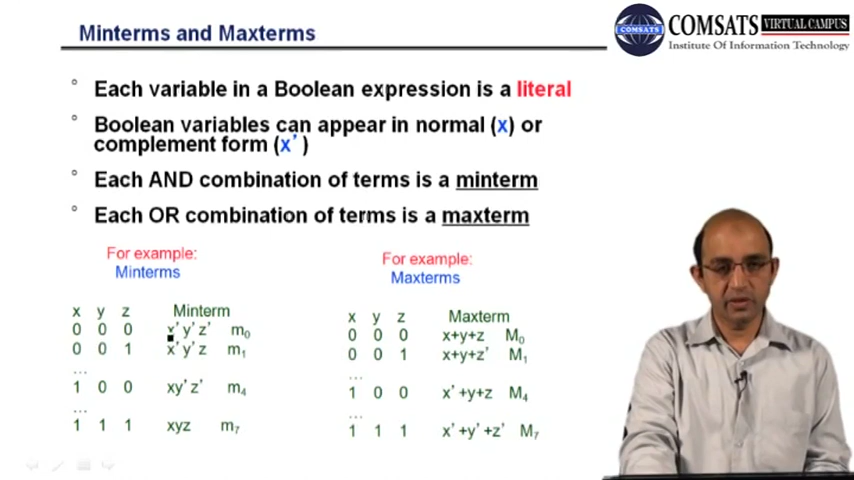 Minterms and Maxterms
COMSATS VIRTUAL CAMPUS
Institute Of Information Technology
COMSATS
° Each variable in a Boolean expression is a literal
° Boolean variables can appear in normal (x) or
complement form (x’ )
° Each AND combination of terms is a minterm
° Each OR combination of terms is a maxterm
For example:
Minterms
x y z Minterm
0 0 0 x’y’z’ m0
0 0 1 x’y’z m1
...
1 0 0 xy’z’ m4
...
1 1 1 xyz m7
For example:
Maxterms
x y z Maxterm
0 0 0 x+y+z M0
0 0 1 x+y+z’ M1
...
1 0 0 x’+y+z M4
...
1 1 1 x’+y’+z’ M7